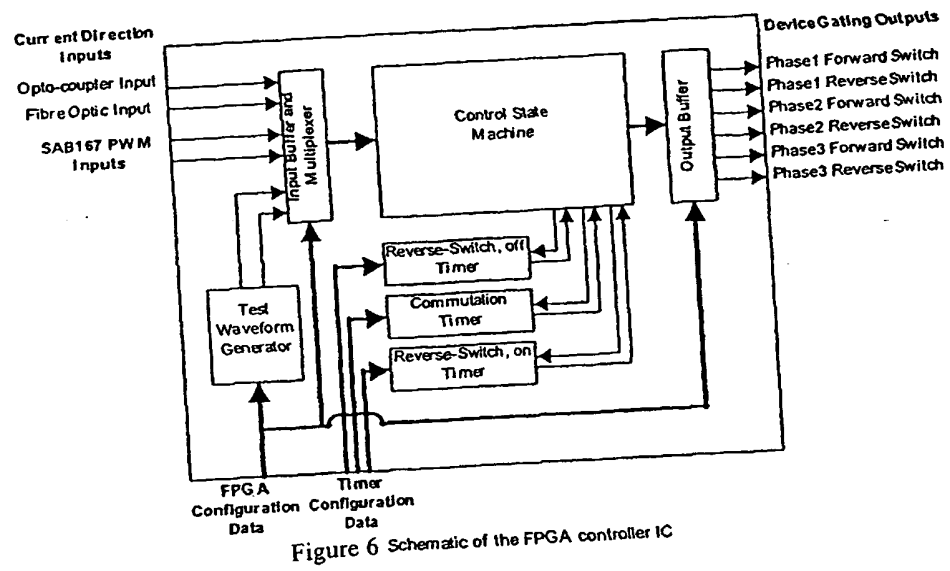 Current Direction
Inputs
Opto-coupler Input
Fibre Optic Input
SAB167 PWM
Inputs
Input Buffer and
Multiplexer
Control State
Machine
Output Buffer
Device Gating Outputs
Phase1 Forward Switch
Phase1 Reverse Switch
Phase2 Forward Switch
Phase2 Reverse Switch
Phase3 Forward Switch
Phase3 Reverse Switch
Reverse-Switch, off
Timer
Commutation
Timer
Reverse-Switch, on
Timer
Test
Waveform
Generator
FPGA
Configuration
Data
Timer
Configuration
Data
Figure 6 Schematic of the FPGA controller IC